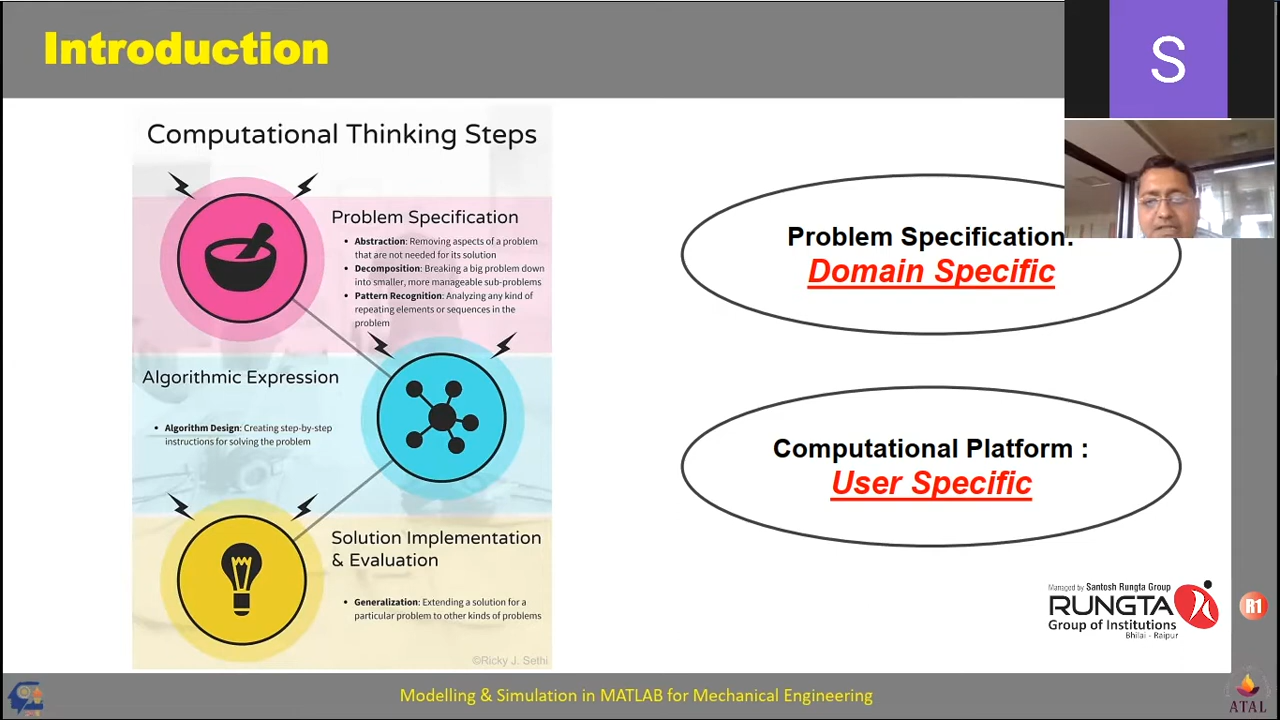 Introduction
S
Computational Thinking Steps
Problem Specification
• Abstraction: Removing aspects of a problem
that are not needed for its solution
• Decomposition: Breaking a big problem down
into smaller, more manageable sub-problems
• Pattern Recognition: Analyzing any kind of
repeating elements or sequences in the
problem
Algorithmic Expression
• Algorithm Design: Creating step-by-step
instructions for solving the problem
Solution Implementation
& Evaluation
• Generalization: Extending a solution for a
particular problem to other kinds of problems
©Ricky J. Sethi
Problem Specification:
Domain Specific
Computational Platform :
User Specific
Managed by Santosh Rungta Group
RUNGTA
Group of Institutions
Bhilai - Raipur
R1
Modelling & Simulation in MATLAB for Mechanical Engineering
ATAL